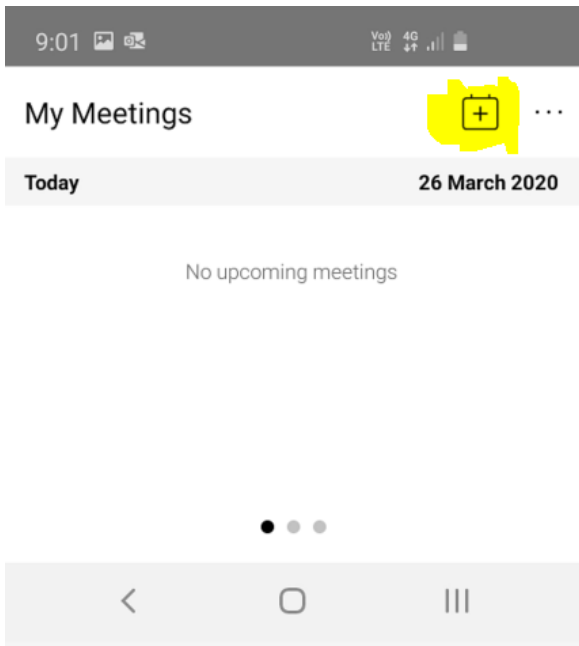 9:01 Vo)) LTE 4G
My Meetings + ...
Today 26 March 2020
No upcoming meetings